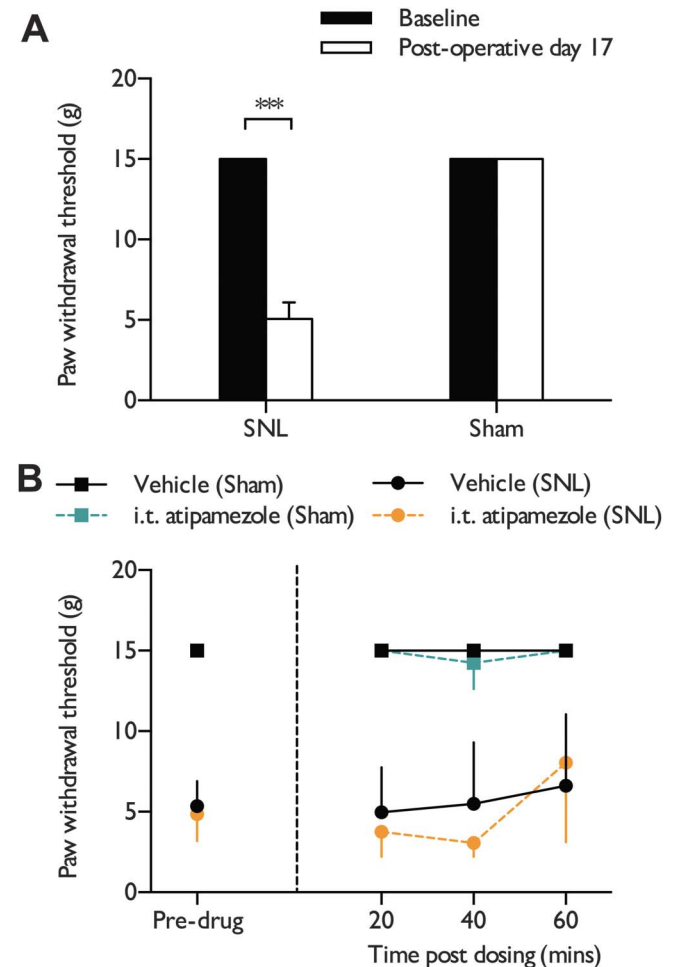 A
Baseline
Post-operative day 17
20
15
10
5
0
Paw withdrawal threshold (g)
***
SNL
Sham
B
Vehicle (Sham)
Vehicle (SNL)
i.t. atipamezole (Sham)
i.t. atipamezole (SNL)
20
15
10
5
0
Paw withdrawal threshold (g)
Pre-drug
20
40
60
Time post dosing (mins)